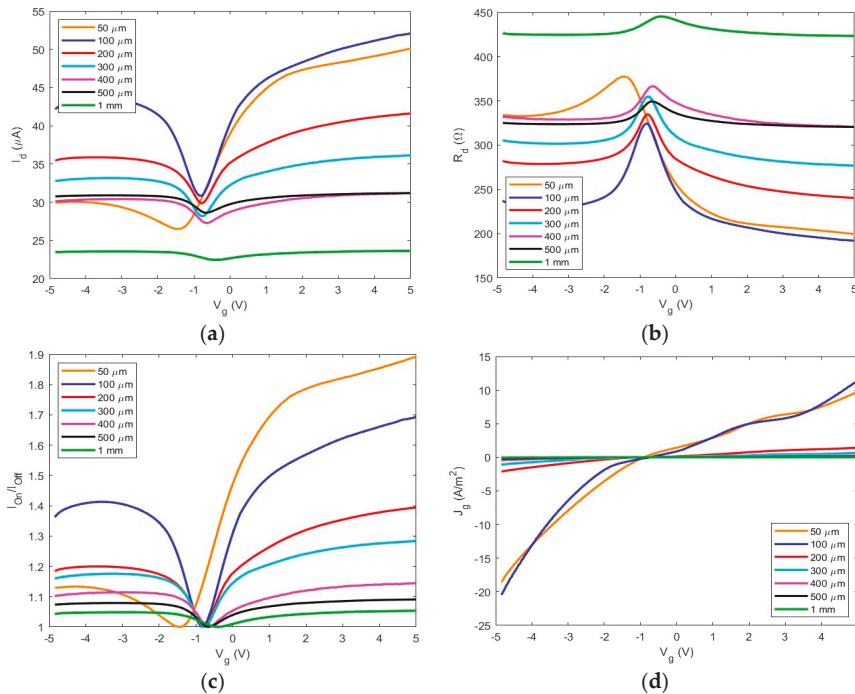 55
50
45
40
35
30
25
20
I_d (μA)
50 μm
100 μm
200 μm
300 μm
400 μm
500 μm
1 mm
-5 -4 -3 -2 -1 0 1 2 3 4 5
V_g (V)
(a)
450
400
350
300
250
200
150
R_d (Ω)
50 μm
100 μm
200 μm
300 μm
400 μm
500 μm
1 mm
-5 -4 -3 -2 -1 0 1 2 3 4 5
V_g (V)
(b)
1.9
1.8
1.7
1.6
1.5
1.4
1.3
1.2
1.1
1
I_On/I_Off
50 μm
100 μm
200 μm
300 μm
400 μm
500 μm
1 mm
-5 -4 -3 -2 -1 0 1 2 3 4 5
V_g (V)
(c)
15
10
5
0
-5
-10
-15
-20
-25
J_g (A/m²)
50 μm
100 μm
200 μm
300 μm
400 μm
500 μm
1 mm
-5 -4 -3 -2 -1 0 1 2 3 4 5
V_g (V)
(d)